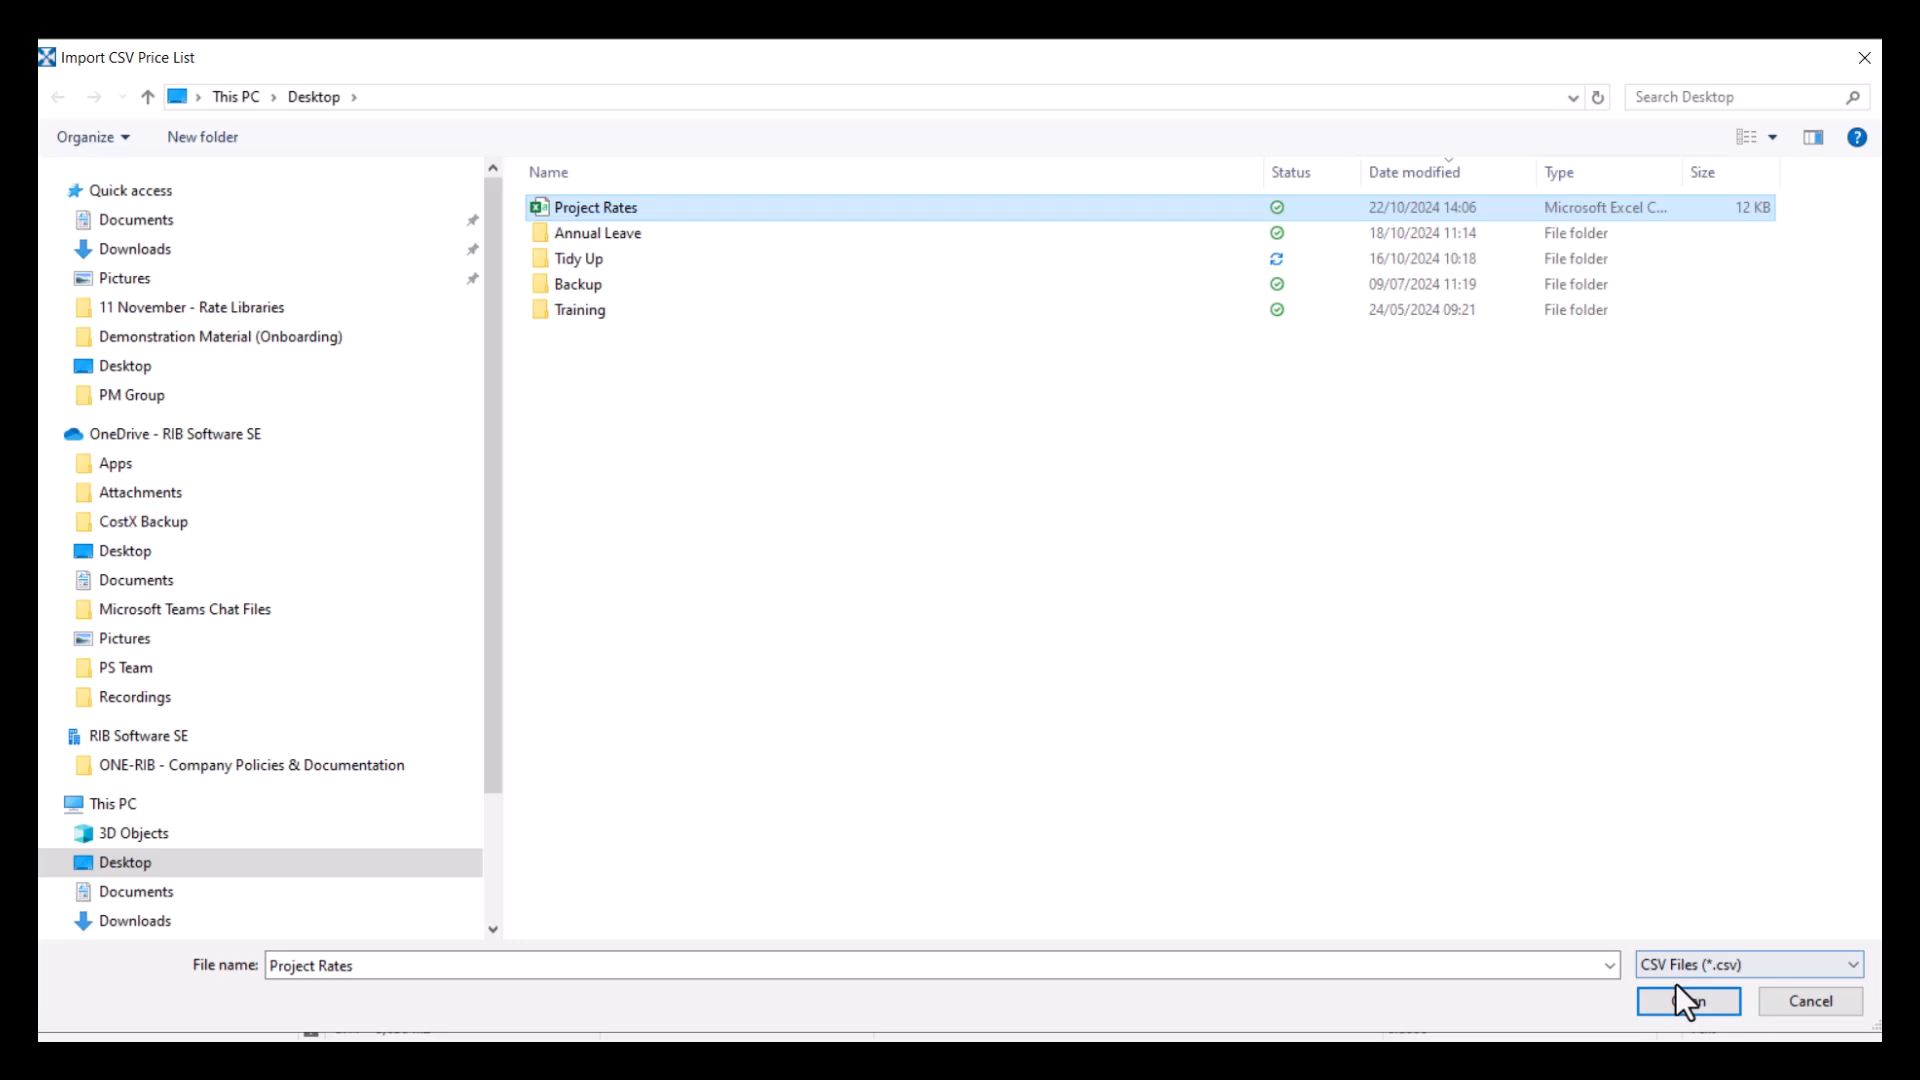 Import CSV Price List
This PC
Desktop
Search Desktop
Organize
New folder
Quick access
Documents
Downloads
Pictures
11 November - Rate Libraries
Demonstration Material (Onboarding)
Desktop
PM Group
OneDrive - RIB Software SE
Apps
Attachments
CostX Backup
Desktop
Documents
Microsoft Teams Chat Files
Pictures
PS Team
Recordings
RIB Software SE
ONE-RIB - Company Policies & Documentation
This PC
3D Objects
Desktop
Documents
Downloads
Name Status Date modified Type Size
Project Rates 22/10/2024 14:06 Microsoft Excel C... 12 KB
Annual Leave 18/10/2024 11:14 File folder
Tidy Up 16/10/2024 10:18 File folder
Backup 09/07/2024 11:19 File folder
Training 24/05/2024 09:21 File folder
File name: Project Rates CSV Files (*.csv)
Cancel